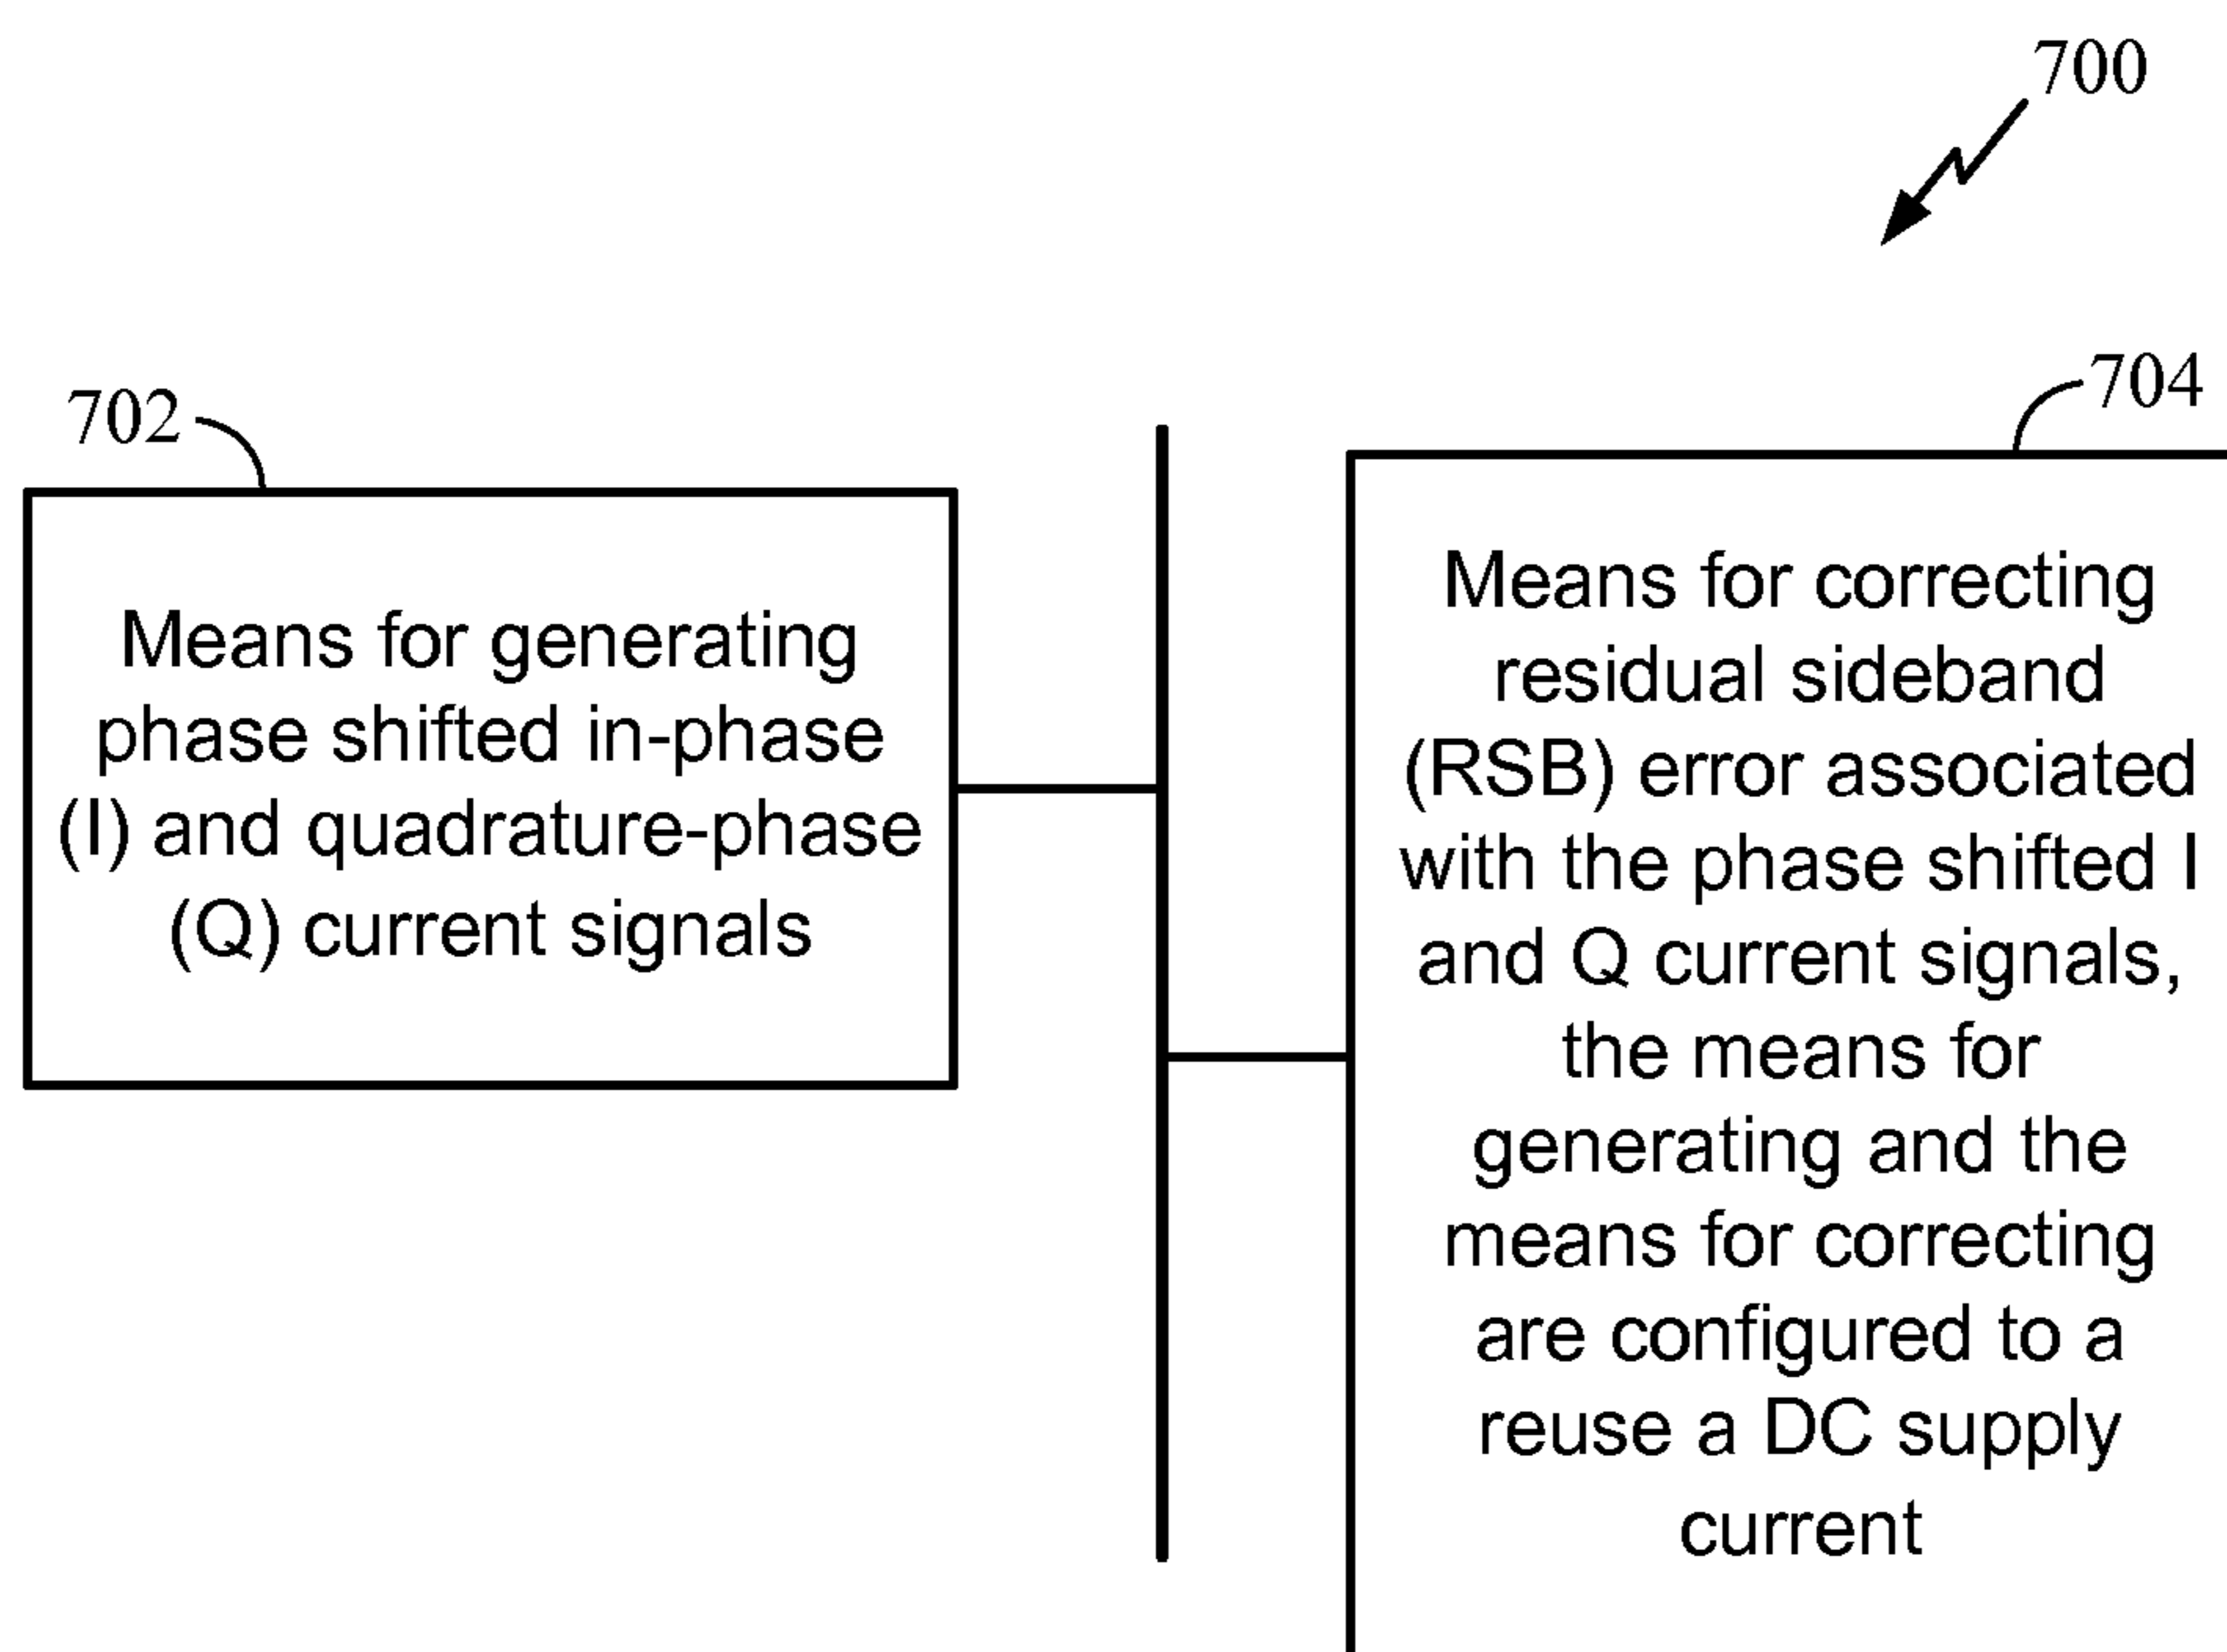 700
702
Means for generating
phase shifted in-phase
(I) and quadrature-phase
(Q) current signals
704
Means for correcting
residual sideband
(RSB) error associated
with the phase shifted I
and Q current signals,
the means for
generating and the
means for correcting
are configured to a
reuse a DC supply
current